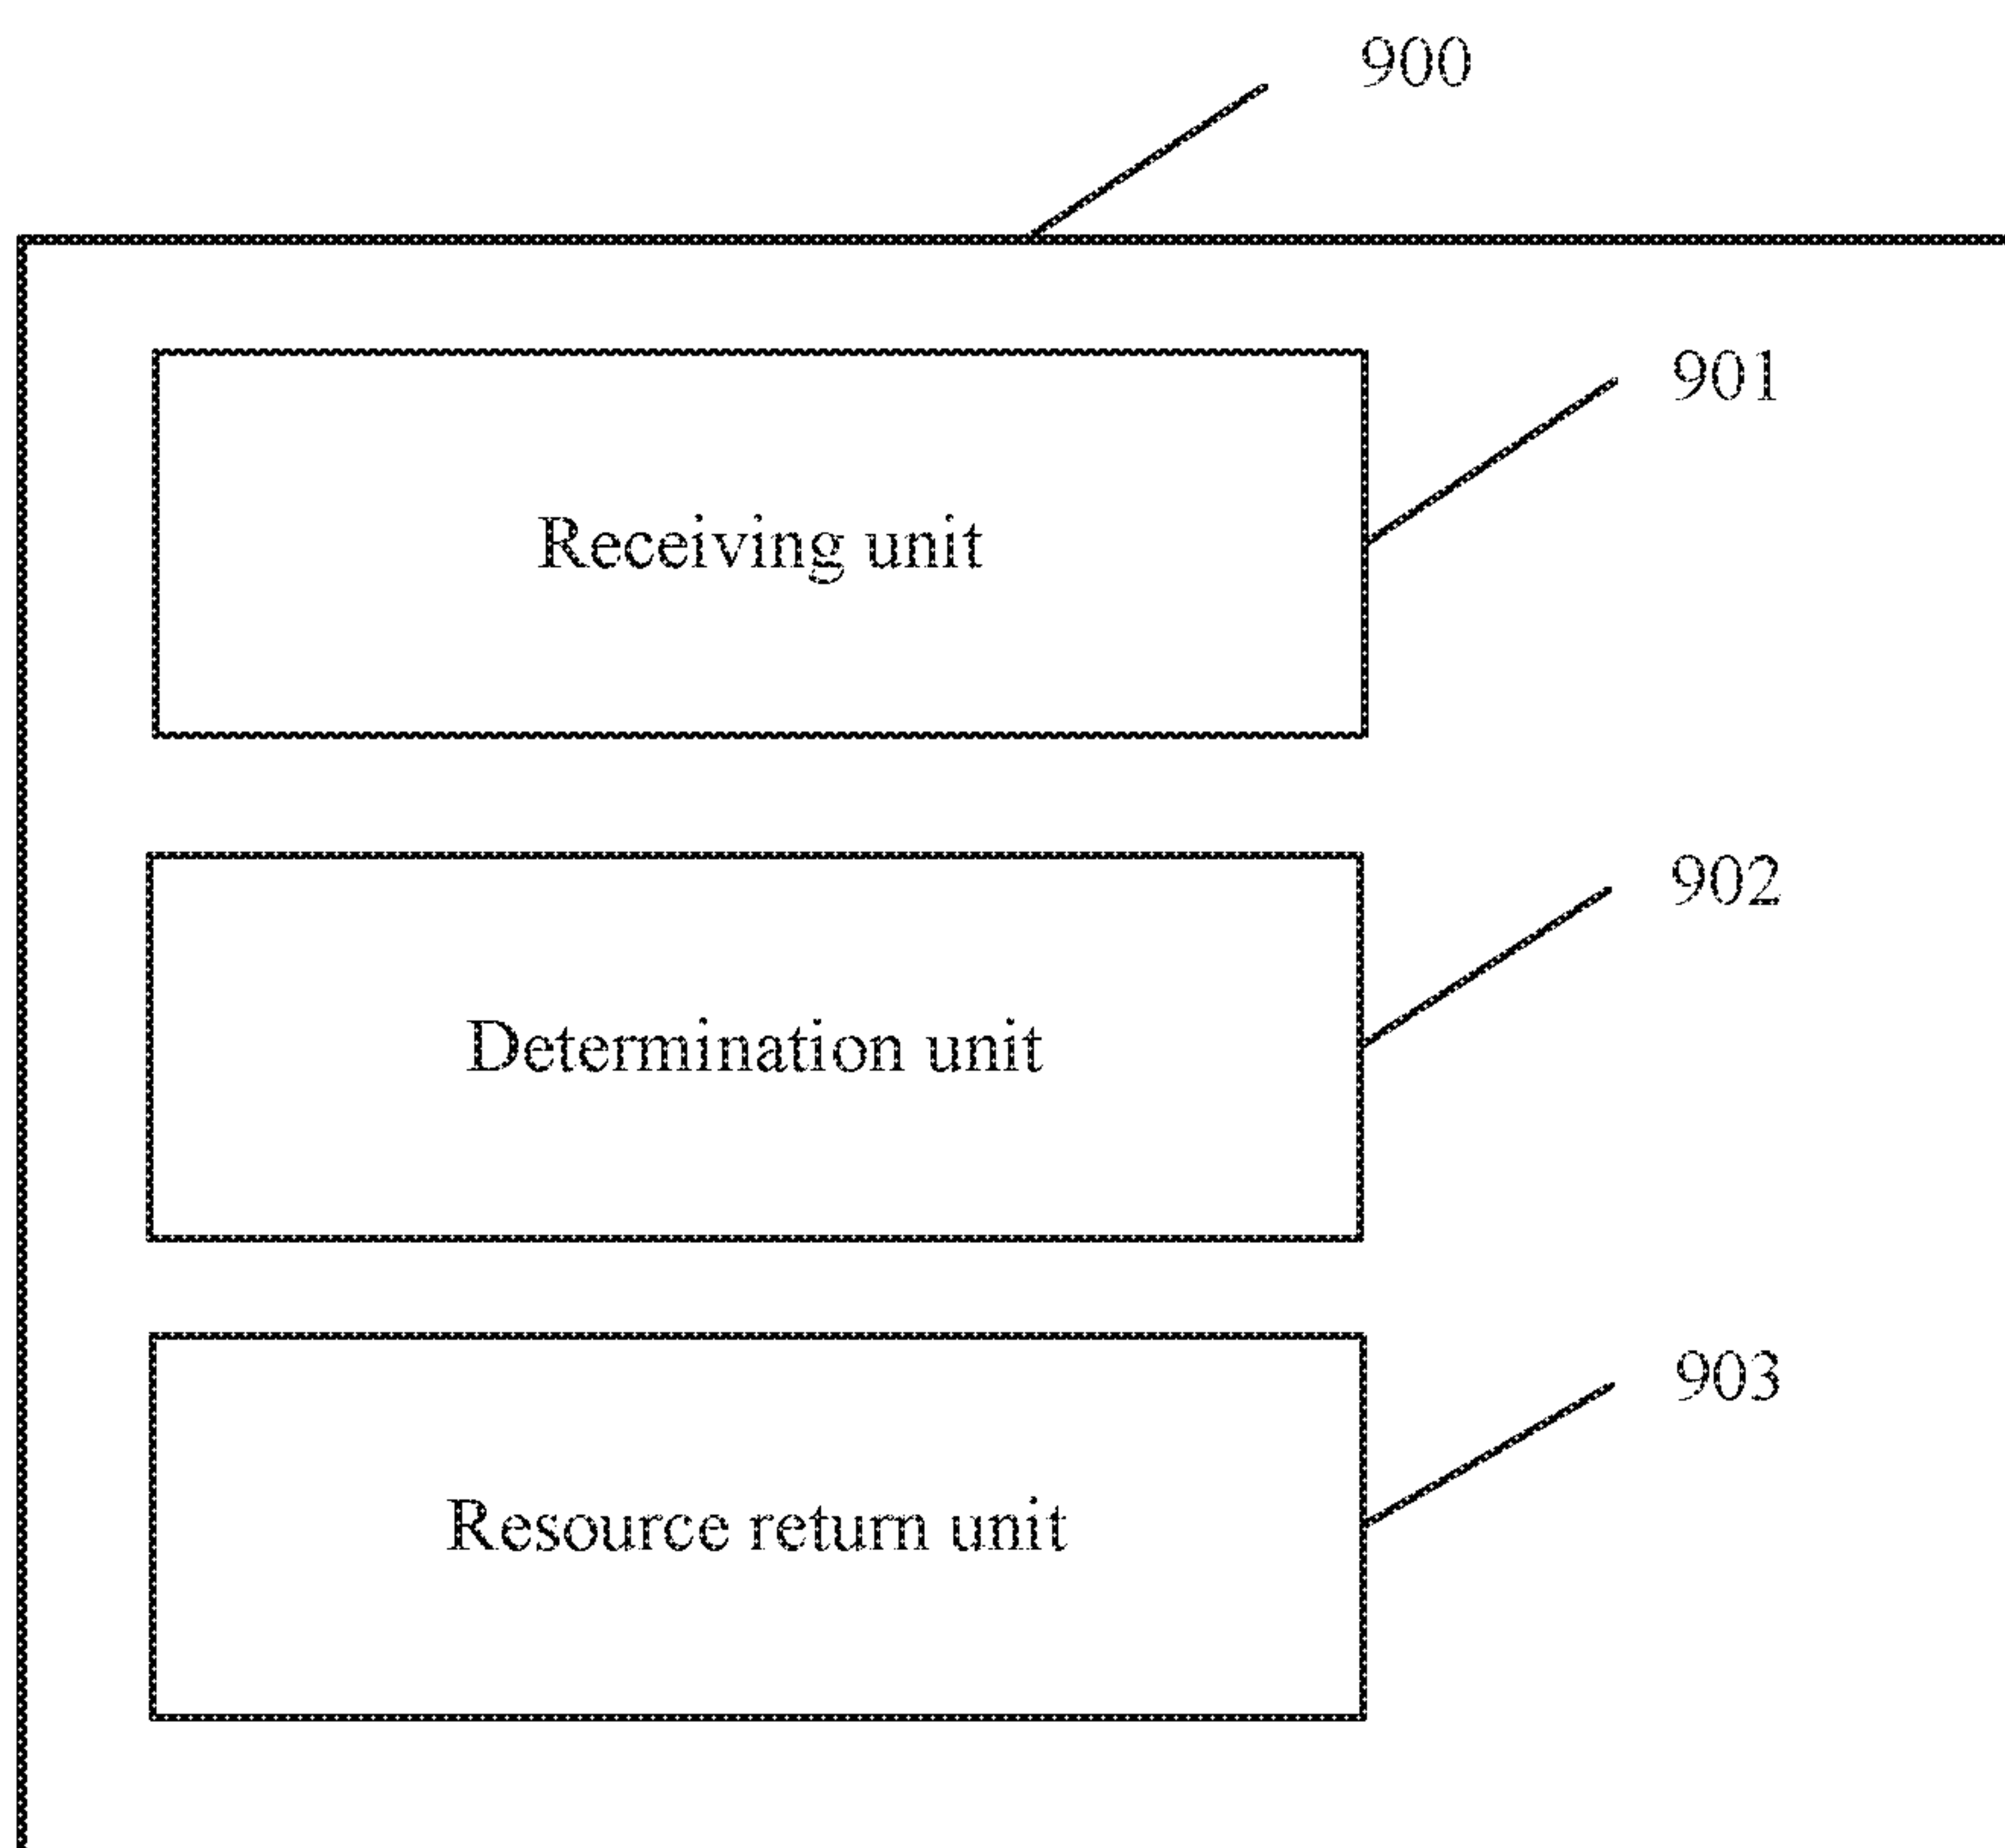 900
901
Receiving unit
902
Determination unit
903
Resource return unit